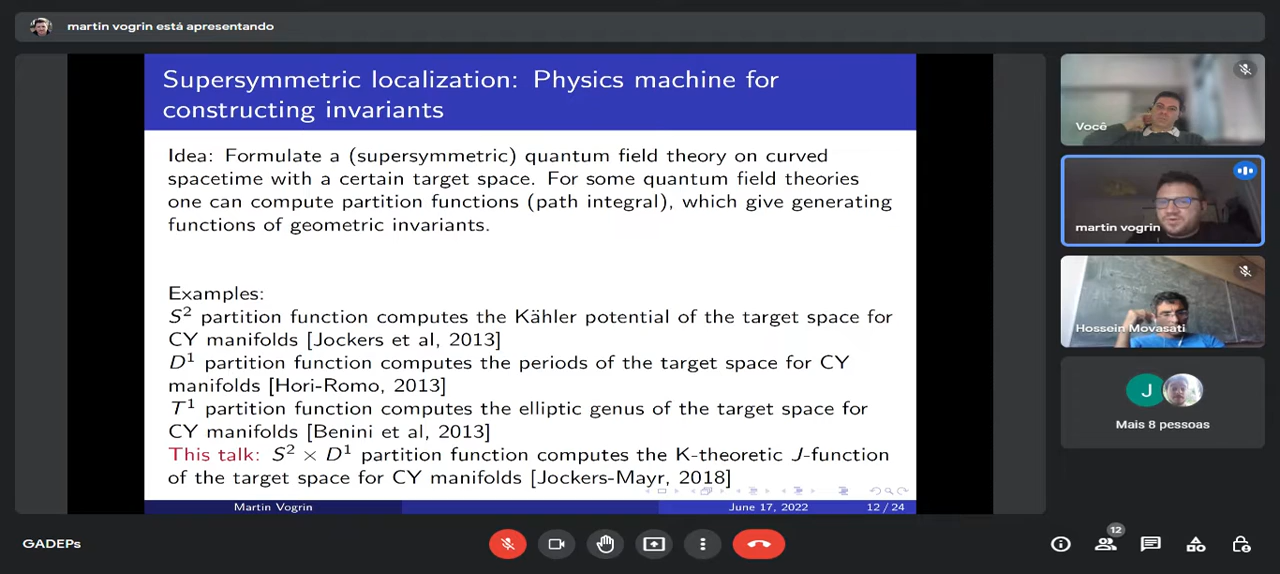 martin vogrin está apresentando
Supersymmetric localization: Physics machine for
constructing invariants
Idea: Formulate a (supersymmetric) quantum field theory on curved
spacetime with a certain target space. For some quantum field theories
one can compute partition functions (path integral), which give generating
functions of geometric invariants.
Examples:
S² partition function computes the Kähler potential of the target space for
CY manifolds [Jockers et al, 2013]
D¹ partition function computes the periods of the target space for CY
manifolds [Hori-Romo, 2013]
T¹ partition function computes the elliptic genus of the target space for
CY manifolds [Benini et al, 2013]
This talk: S² × D¹ partition function computes the K-theoretic J-function
of the target space for CY manifolds [Jockers-Mayr, 2018]
Martin Vogrin
June 17, 2022
12 / 24
Você
martin vogrin
Hossein Movasati
J
Mais 8 pessoas
GADEPs
12